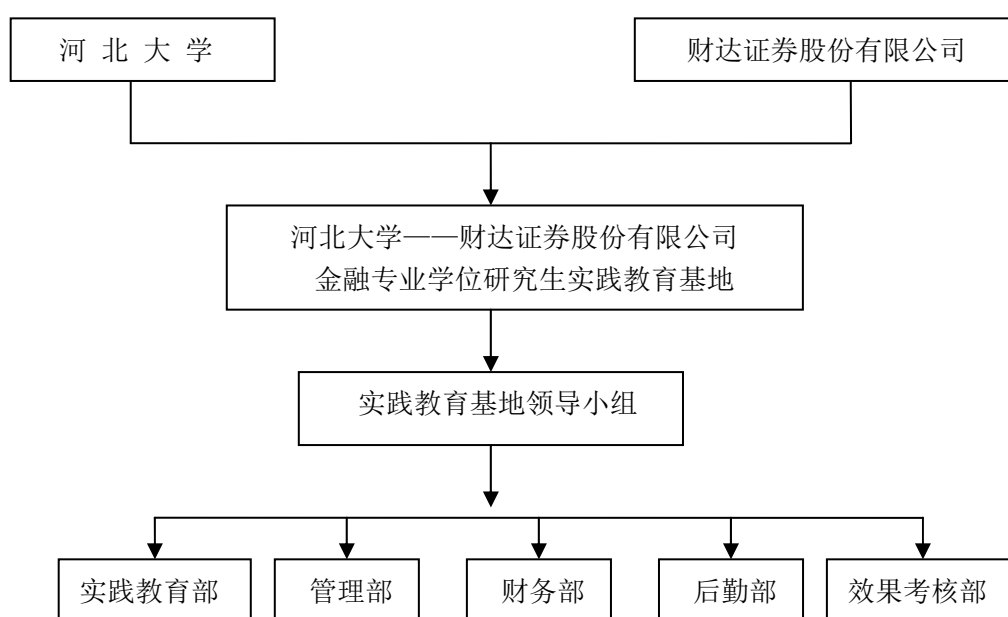 河 北 大 学
财达证券股份有限公司
河北大学——财达证券股份有限公司
金融专业学位研究生实践教育基地
实践教育基地领导小组
实践教育部
管理部
财务部
后勤部
效果考核部